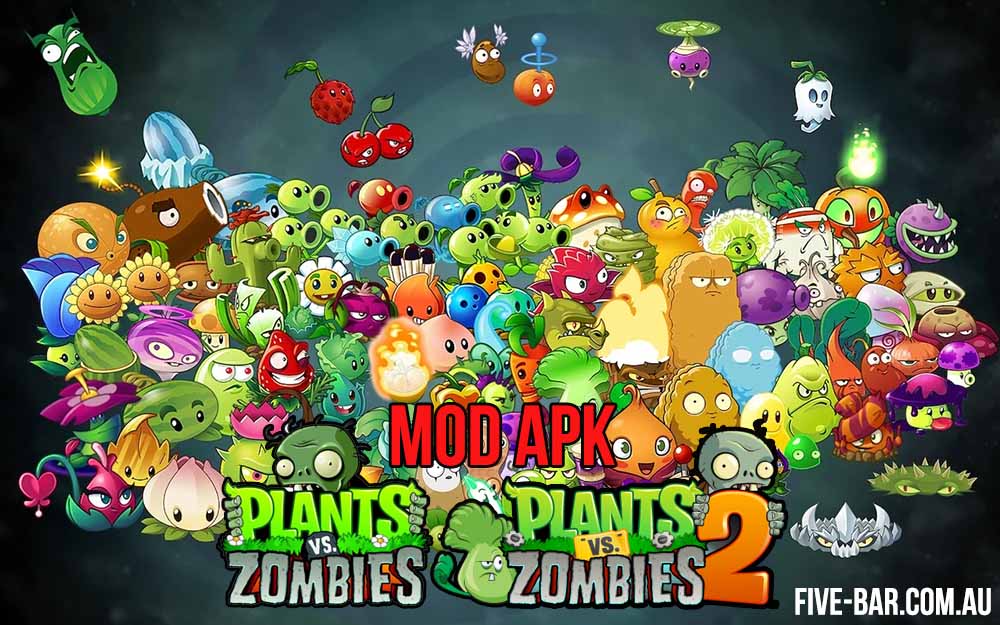 MOD APK
PLANTS
VS.
ZOMBIES
PLANTS
VS.
ZOMBIES 2
FIVE-BAR.COM.AU